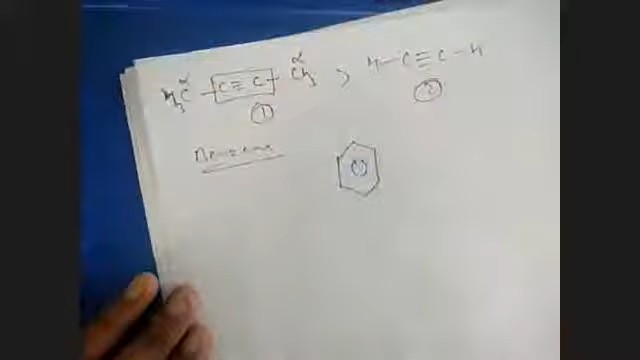 α α
H₃C - C ≡ C - CH₃ > H - C ≡ C - H
① ②
Benzene